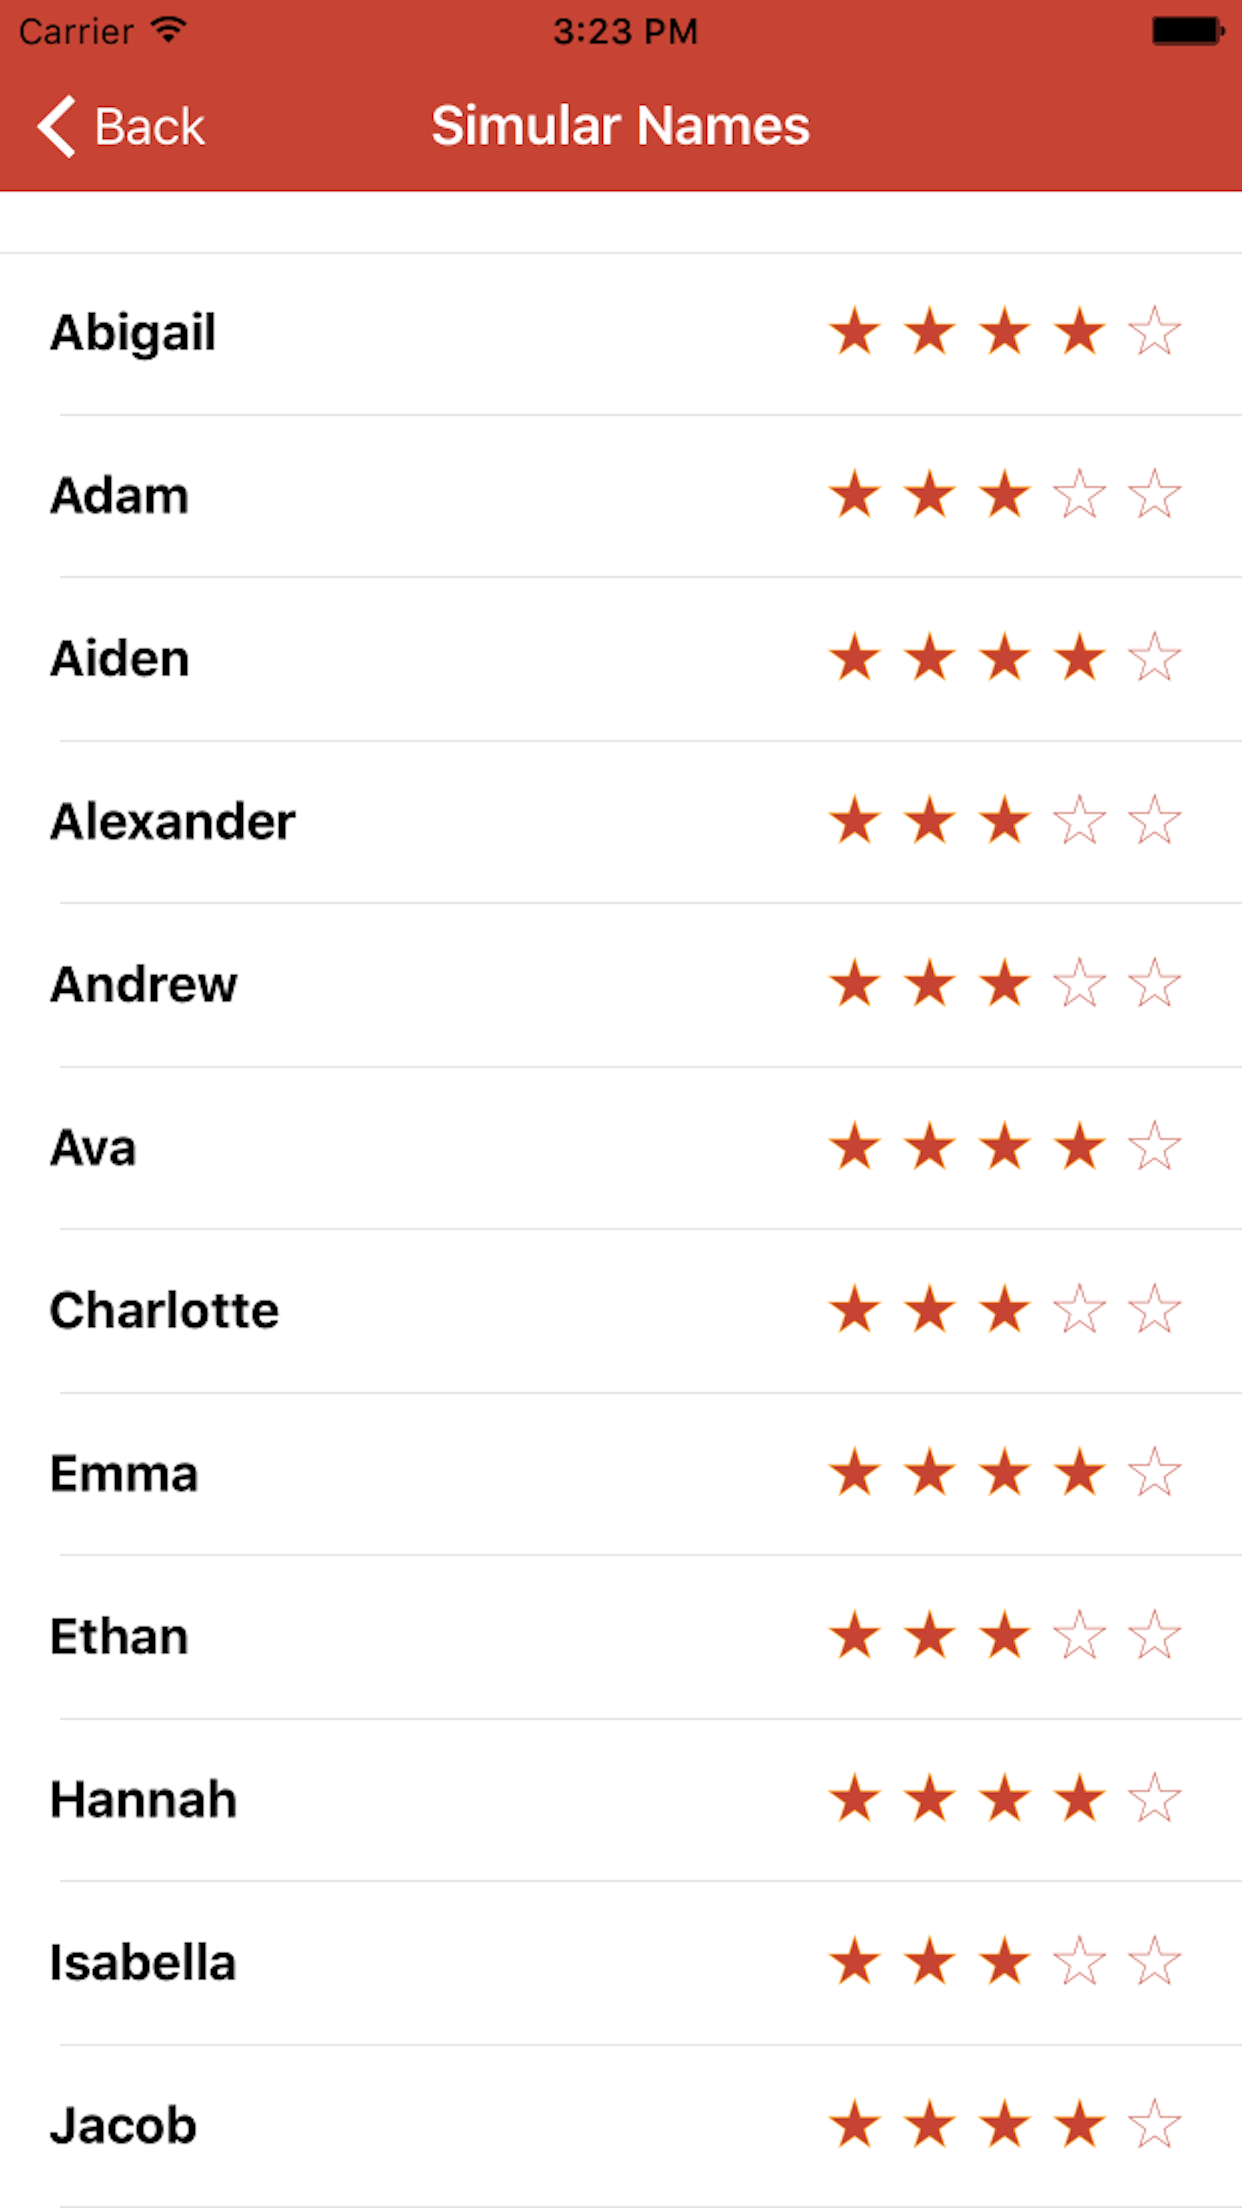 Carrier 3:23 PM
Back Simular Names
Abigail
Adam
Aiden
Alexander
Andrew
Ava
Charlotte
Emma
Ethan
Hannah
Isabella
Jacob